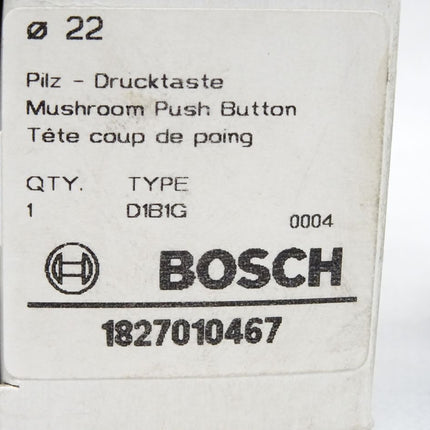 ø 22
Pilz - Drucktaste
Mushroom Push Button
Tête coup de poing
QTY. TYPE
1 D1B1G 0004
BOSCH
1827010467